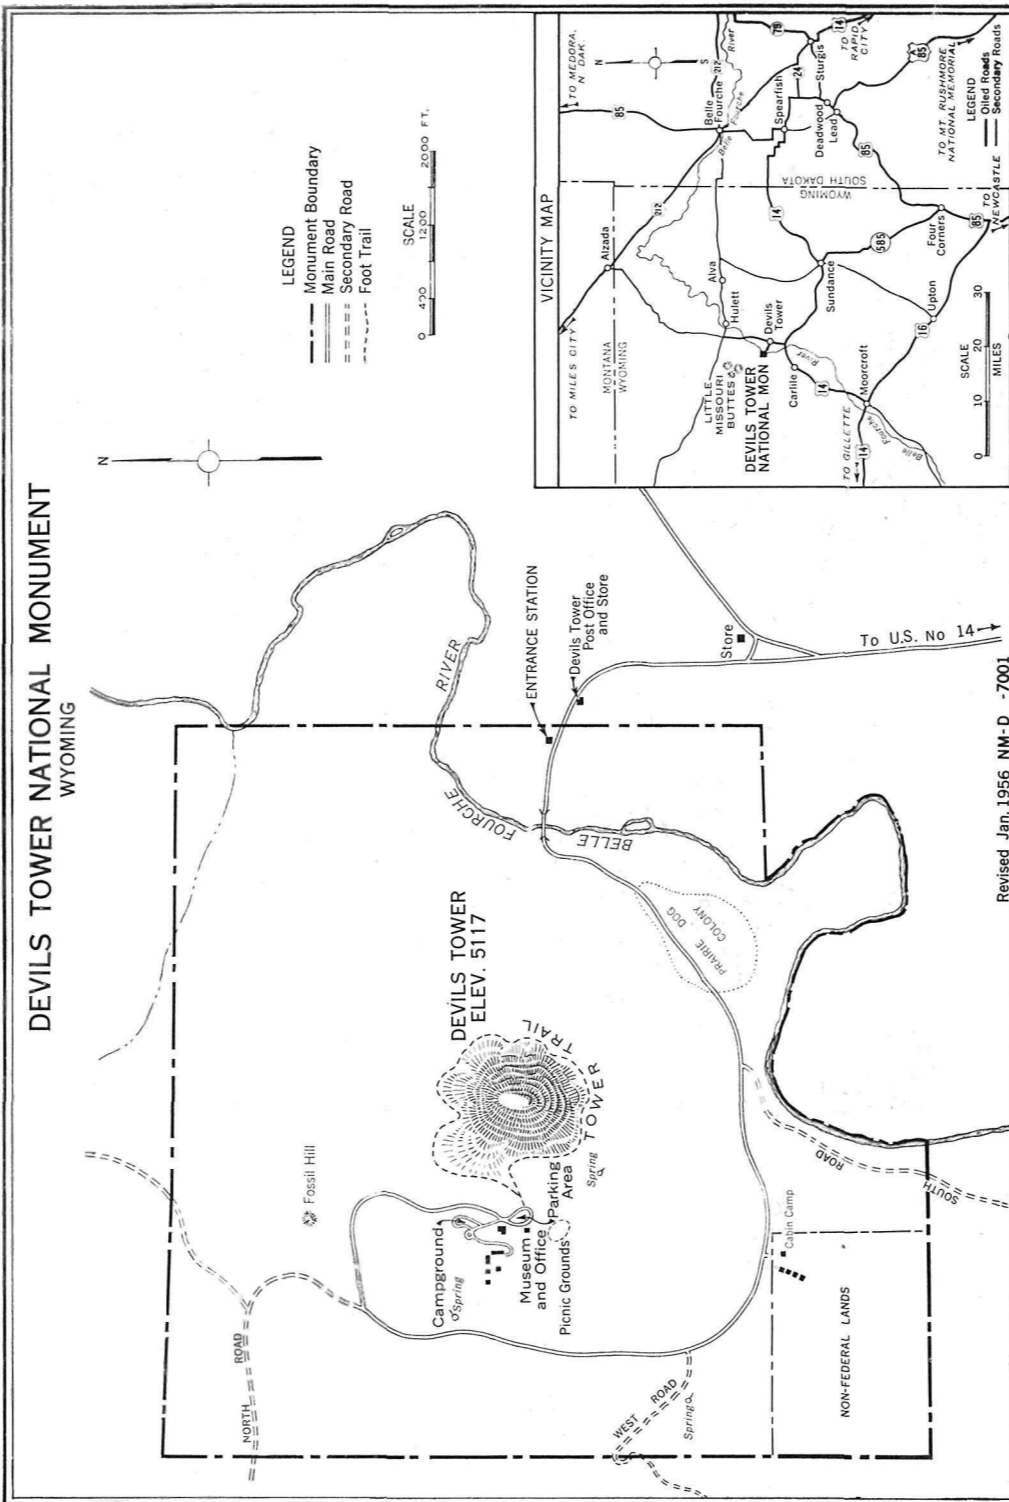 DEVILS TOWER NATIONAL MONUMENT
WYOMING
N
LEGEND
Monument Boundary
Main Road
Secondary Road
Foot Trail
SCALE
0 400 1200 2000 FT.
NORTH ROAD
Fossil Hill
DEVILS TOWER
ELEV. 5117
TOWER TRAIL
Campground
Spring
Museum
and Office
Parking
Area
Picnic Grounds
Spring
WEST ROAD
Spring
SOUTH ROAD
Cabin Camp
NON-FEDERAL LANDS
PRAIRIE DOG
COLONY
BELLE FOURCHE RIVER
ENTRANCE STATION
Devils Tower
Post Office
and Store
Store
To U.S. No 14
Revised Jan. 1956 NM-D -7001
VICINITY MAP
TO MILES CITY
TO MEDORA,
N DAK.
N
S
MONTANA
WYOMING
212
Alzada
85
Belle
Fourche
212
River
Belle Fourche
LITTLE
MISSOURI
BUTTES
Hulett
Alva
DEVILS TOWER
NATIONAL MON
Devils
Tower
River
Carlile
14
14
Sundance
WYOMING
SOUTH DAKOTA
Spearfish
24
79
14
Sturgis
TO
RAPID
CITY
Deadwood
Lead
85
A
85
TO MT. RUSHMORE
NATIONAL MEMORIAL
TO GILLETTE
14
Moorcroft
Belle Fourche
16
Upton
585
Four
Corners
85
TO
NEWCASTLE
SCALE
0 10 20 30
MILES
LEGEND
Oiled Roads
Secondary Roads